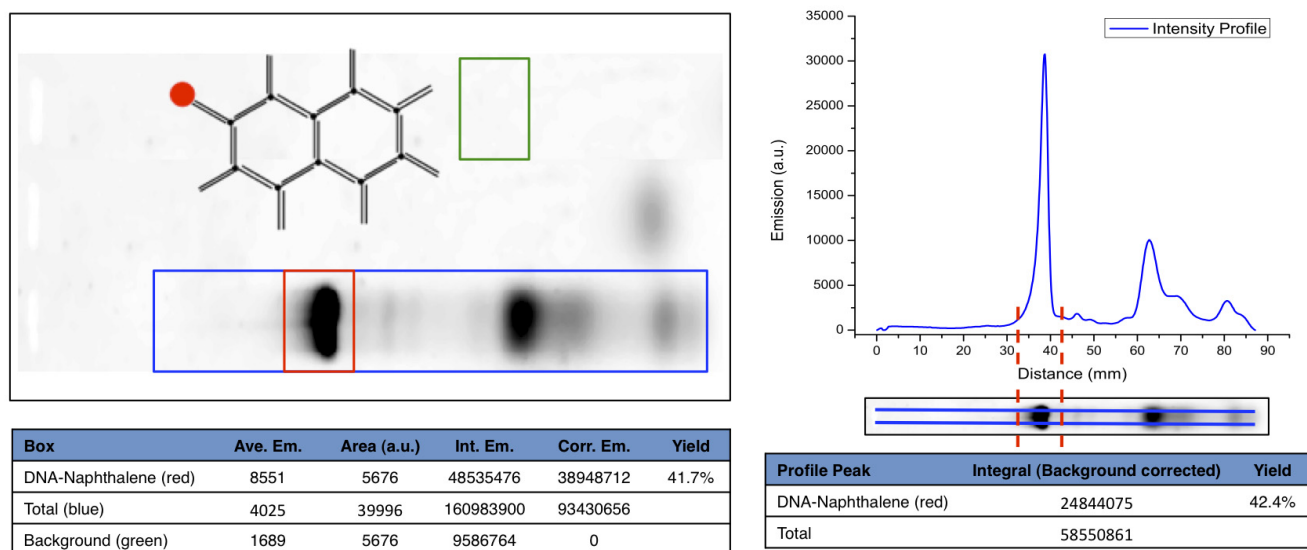 35000
30000
25000
20000
15000
10000
5000
0
Emission (a.u.)
Intensity Profile
0 10 20 30 40 50 60 70 80 90
Distance (mm)
Box Ave. Em. Area (a.u.) Int. Em. Corr. Em. Yield
DNA-Naphthalene (red) 8551 5676 48535476 38948712 41.7%
Total (blue) 4025 39996 160983900 93430656
Background (green) 1689 5676 9586764 0
Profile Peak Integral (Background corrected) Yield
DNA-Naphthalene (red) 24844075 42.4%
Total 58550861